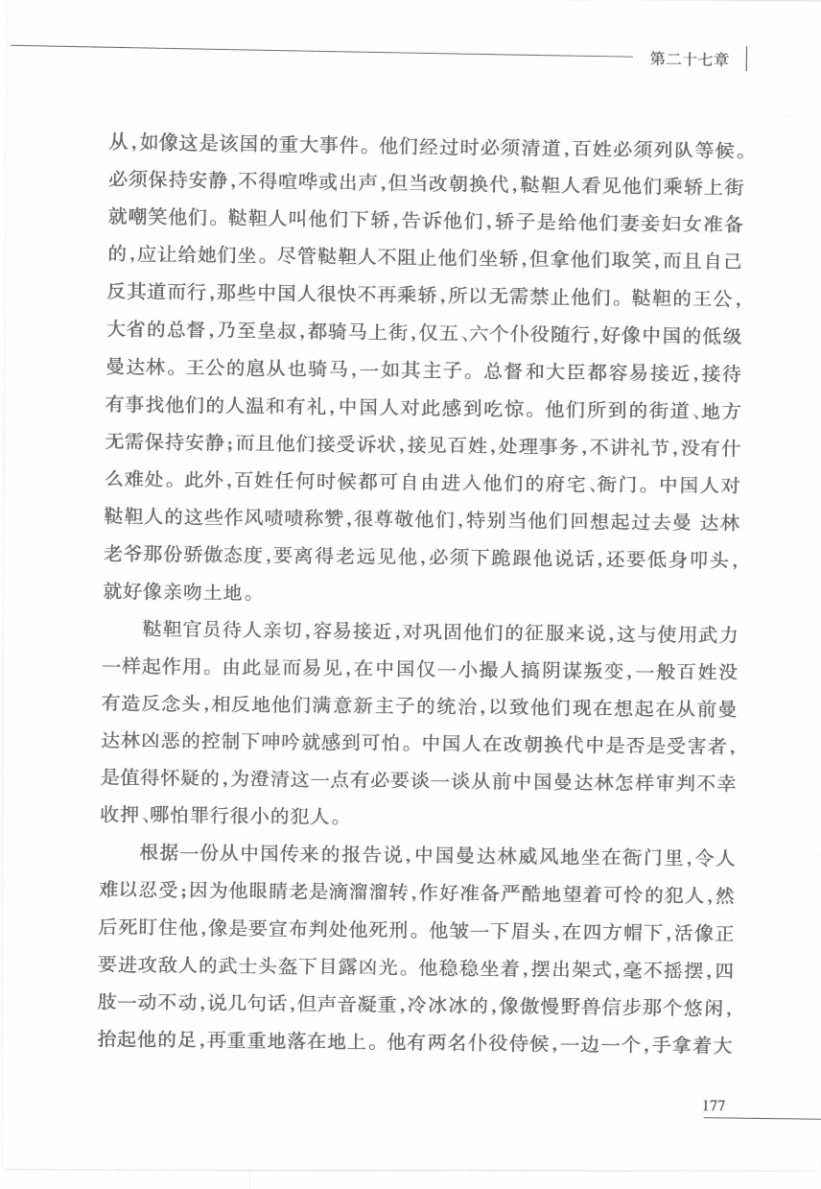 第二十七章
从,如像这是该国的重大事件。他们经过时必须清道,百姓必须列队等候。
必须保持安静,不得喧哗或出声,但当改朝换代,鞑靼人看见他们乘轿上街
就嘲笑他们。鞑靼人叫他们下轿,告诉他们,轿子是给他们妻妾妇女准备
的,应让给她们坐。尽管鞑靼人不阻止他们坐轿,但拿他们取笑,而且自己
反其道而行,那些中国人很快不再乘轿,所以无需禁止他们。鞑靼的王公,
大省的总督,乃至皇叔,都骑马上街,仅五、六个仆役随行,好像中国的低级
曼达林。王公的扈从也骑马,一如其主子。总督和大臣都容易接近,接待
有事找他们的人温和有礼,中国人对此感到吃惊。他们所到的街道、地方
无需保持安静;而且他们接受诉状,接见百姓,处理事务,不讲礼节,没有什
么难处。此外,百姓任何时候都可自由进入他们的府宅、衙门。中国人对
鞑靼人的这些作风啧啧称赞,很尊敬他们,特别当他们回想起过去曼 达林
老爷那份骄傲态度,要离得老远见他,必须下跪跟他说话,还要低身叩头,
就好像亲吻土地。
鞑靼官员待人亲切,容易接近,对巩固他们的征服来说,这与使用武力
一样起作用。由此显而易见,在中国仅一小撮人搞阴谋叛变,一般百姓没
有造反念头,相反地他们满意新主子的统治,以致他们现在想起在从前曼
达林凶恶的控制下呻吟就感到可怕。中国人在改朝换代中是否是受害者,
是值得怀疑的,为澄清这一点有必要谈一谈从前中国曼达林怎样审判不幸
收押、哪怕罪行很小的犯人。
根据一份从中国传来的报告说,中国曼达林威风地坐在衙门里,令人
难以忍受;因为他眼睛老是滴溜溜转,作好准备严酷地望着可怜的犯人,然
后死盯住他,像是要宣布判处他死刑。他皱一下眉头,在四方帽下,活像正
要进攻敌人的武士头盔下目露凶光。他稳稳坐着,摆出架式,毫不摇摆,四
肢一动不动,说几句话,但声音凝重,冷冰冰的,像傲慢野兽信步那个悠闲,
抬起他的足,再重重地落在地上。他有两名仆役侍候,一边一个,手拿着大
177